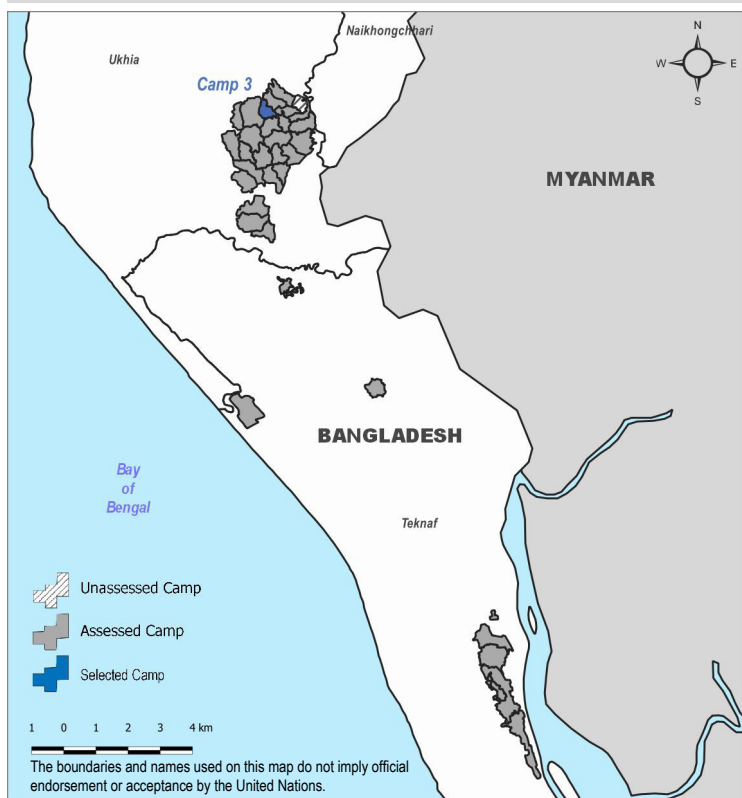 Naikhongchhari
Ukhia
Camp 3
N
W
E
S
MYANMAR
BANGLADESH
Bay
of
Bengal
Teknaf
Unassessed Camp
Assessed Camp
Selected Camp
1 0 1 2 3 4 km
The boundaries and names used on this map do not imply official
endorsement or acceptance by the United Nations.